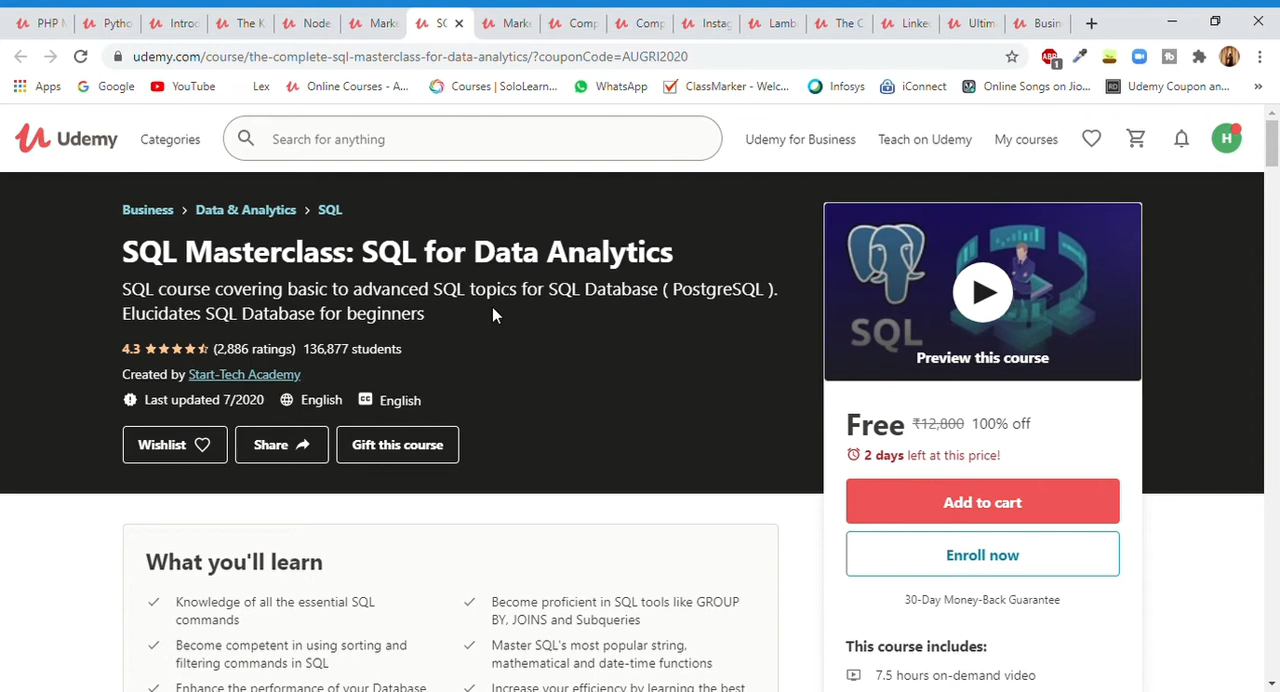 PHP M
Pytho
Introd
The K
Node
Mark
SC
Mark
Comp
Comp
Instag
Lamb
The C
Linke
Ultim
Busin
udemy.com/course/the-complete-sql-masterclass-for-data-analytics/?couponCode=AUGRI2020
Apps
Google
YouTube
Lex
Online Courses - A...
Courses | SoloLearn...
WhatsApp
ClassMarker - Welc...
Infosys
iConnect
Online Songs on Jio...
Udemy Coupon an...
»
Udemy
Categories
Search for anything
Udemy for Business
Teach on Udemy
My courses
H
Business > Data & Analytics > SQL
SQL Masterclass: SQL for Data Analytics
SQL course covering basic to advanced SQL topics for SQL Database ( PostgreSQL ).
Elucidates SQL Database for beginners
4.3 (2,886 ratings) 136,877 students
Created by Start-Tech Academy
Last updated 7/2020 English CC English
Wishlist
Share
Gift this course
SQL
Preview this course
Free ₹12,800 100% off
2 days left at this price!
Add to cart
Enroll now
30-Day Money-Back Guarantee
This course includes:
7.5 hours on-demand video
What you'll learn
Knowledge of all the essential SQL
commands
Become competent in using sorting and
filtering commands in SQL
Enhance the performance of your Database
Become proficient in SQL tools like GROUP
BY, JOINS and Subqueries
Master SQL's most popular string,
mathematical and date-time functions
Increase your efficiency by learning the best